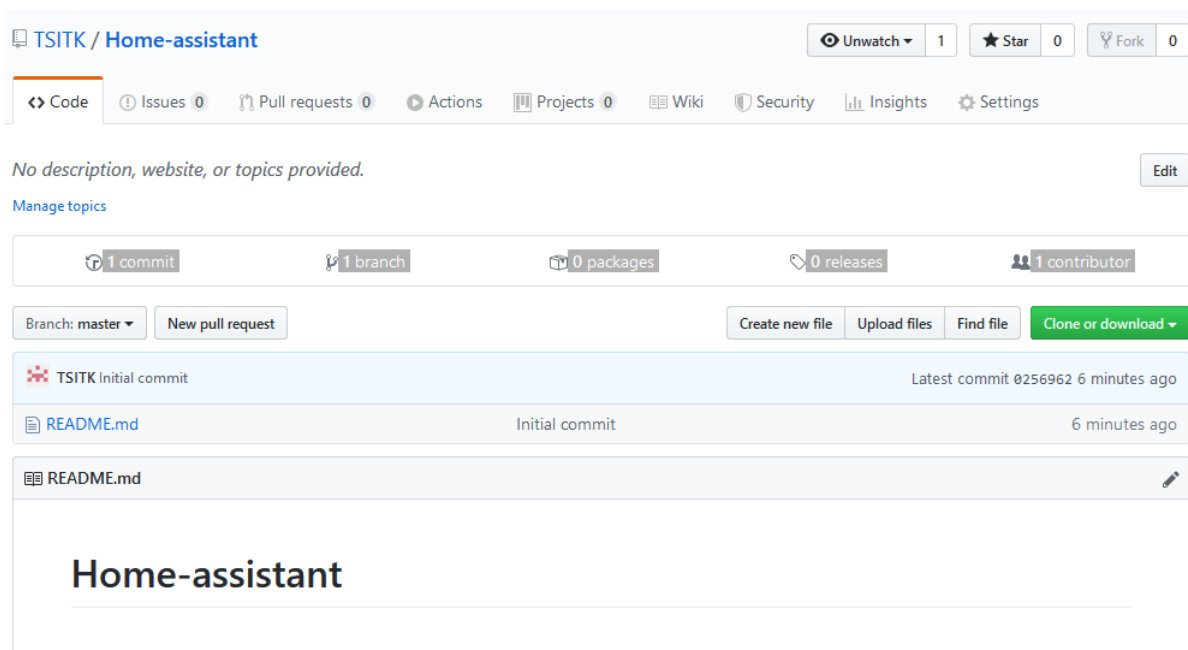 TSITK / Home-assistant Unwatch 1 Star 0 Fork 0
Code Issues 0 Pull requests 0 Actions Projects 0 Wiki Security Insights Settings
No description, website, or topics provided. Edit
Manage topics
1 commit 1 branch 0 packages 0 releases 1 contributor
Branch: master New pull request Create new file Upload files Find file Clone or download
TSITK Initial commit Latest commit 0256962 6 minutes ago
README.md Initial commit 6 minutes ago
README.md
Home-assistant